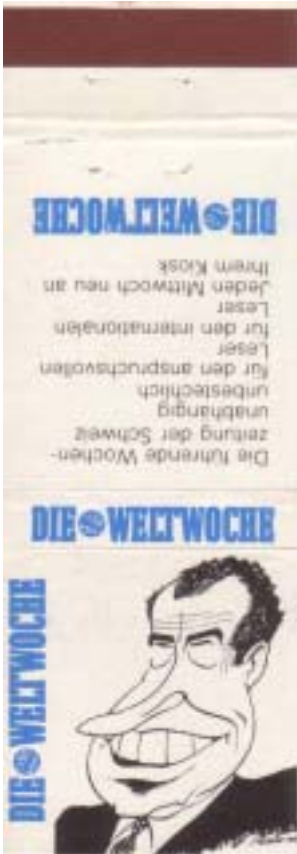 Die führende Wochen-
zeitung der Schweiz
unabhängig
unbestechlich
für den anspruchsvollen
Leser
für den internationalen
Leser
Jeden Mittwoch neu an
Ihrem Kiosk
DIE WELTWOCHE
DIE WELTWOCHE
DIE WELTWOCHE